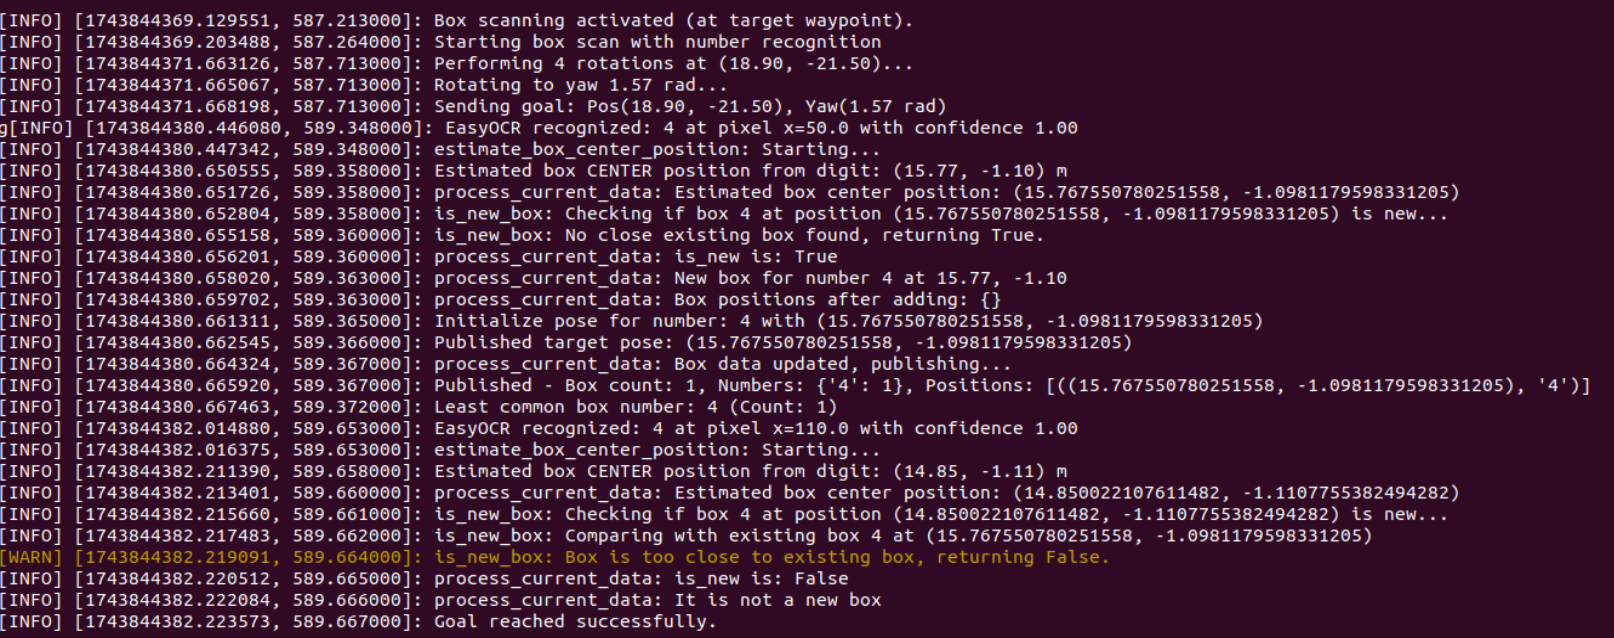 [INFO] [1743844369.129551, 587.213000]: Box scanning activated (at target waypoint).
[INFO] [1743844369.203488, 587.264000]: Starting box scan with number recognition
[INFO] [1743844371.663126, 587.713000]: Performing 4 rotations at (18.90, -21.50)...
[INFO] [1743844371.665067, 587.713000]: Rotating to yaw 1.57 rad...
[INFO] [1743844371.668198, 587.713000]: Sending goal: Pos(18.90, -21.50), Yaw(1.57 rad)
g[INFO] [1743844380.446080, 589.348000]: EasyOCR recognized: 4 at pixel x=50.0 with confidence 1.00
[INFO] [1743844380.447342, 589.348000]: estimate_box_center_position: Starting...
[INFO] [1743844380.650555, 589.358000]: Estimated box CENTER position from digit: (15.77, -1.10) m
[INFO] [1743844380.651726, 589.358000]: process_current_data: Estimated box center position: (15.767550780251558, -1.0981179598331205)
[INFO] [1743844380.652804, 589.358000]: is_new_box: Checking if box 4 at position (15.767550780251558, -1.0981179598331205) is new...
[INFO] [1743844380.655158, 589.360000]: is_new_box: No close existing box found, returning True.
[INFO] [1743844380.656201, 589.360000]: process_current_data: is_new is: True
[INFO] [1743844380.658020, 589.363000]: process_current_data: New box for number 4 at 15.77, -1.10
[INFO] [1743844380.659702, 589.363000]: process_current_data: Box positions after adding: {}
[INFO] [1743844380.661311, 589.365000]: Initialize pose for number: 4 with (15.767550780251558, -1.0981179598331205)
[INFO] [1743844380.662545, 589.366000]: Published target pose: (15.767550780251558, -1.0981179598331205)
[INFO] [1743844380.664324, 589.367000]: process_current_data: Box data updated, publishing...
[INFO] [1743844380.665920, 589.367000]: Published - Box count: 1, Numbers: {'4': 1}, Positions: [((15.767550780251558, -1.0981179598331205), '4')]
[INFO] [1743844380.667463, 589.372000]: Least common box number: 4 (Count: 1)
[INFO] [1743844382.014880, 589.653000]: EasyOCR recognized: 4 at pixel x=110.0 with confidence 1.00
[INFO] [1743844382.016375, 589.653000]: estimate_box_center_position: Starting...
[INFO] [1743844382.211390, 589.658000]: Estimated box CENTER position from digit: (14.85, -1.11) m
[INFO] [1743844382.213401, 589.660000]: process_current_data: Estimated box center position: (14.850022107611482, -1.1107755382494282)
[INFO] [1743844382.215660, 589.661000]: is_new_box: Checking if box 4 at position (14.850022107611482, -1.1107755382494282) is new...
[INFO] [1743844382.217483, 589.662000]: is_new_box: Comparing with existing box 4 at (15.767550780251558, -1.0981179598331205)
[WARN] [1743844382.219091, 589.664000]: is_new_box: Box is too close to existing box, returning False.
[INFO] [1743844382.220512, 589.665000]: process_current_data: is_new is: False
[INFO] [1743844382.222084, 589.666000]: process_current_data: It is not a new box
[INFO] [1743844382.223573, 589.667000]: Goal reached successfully.